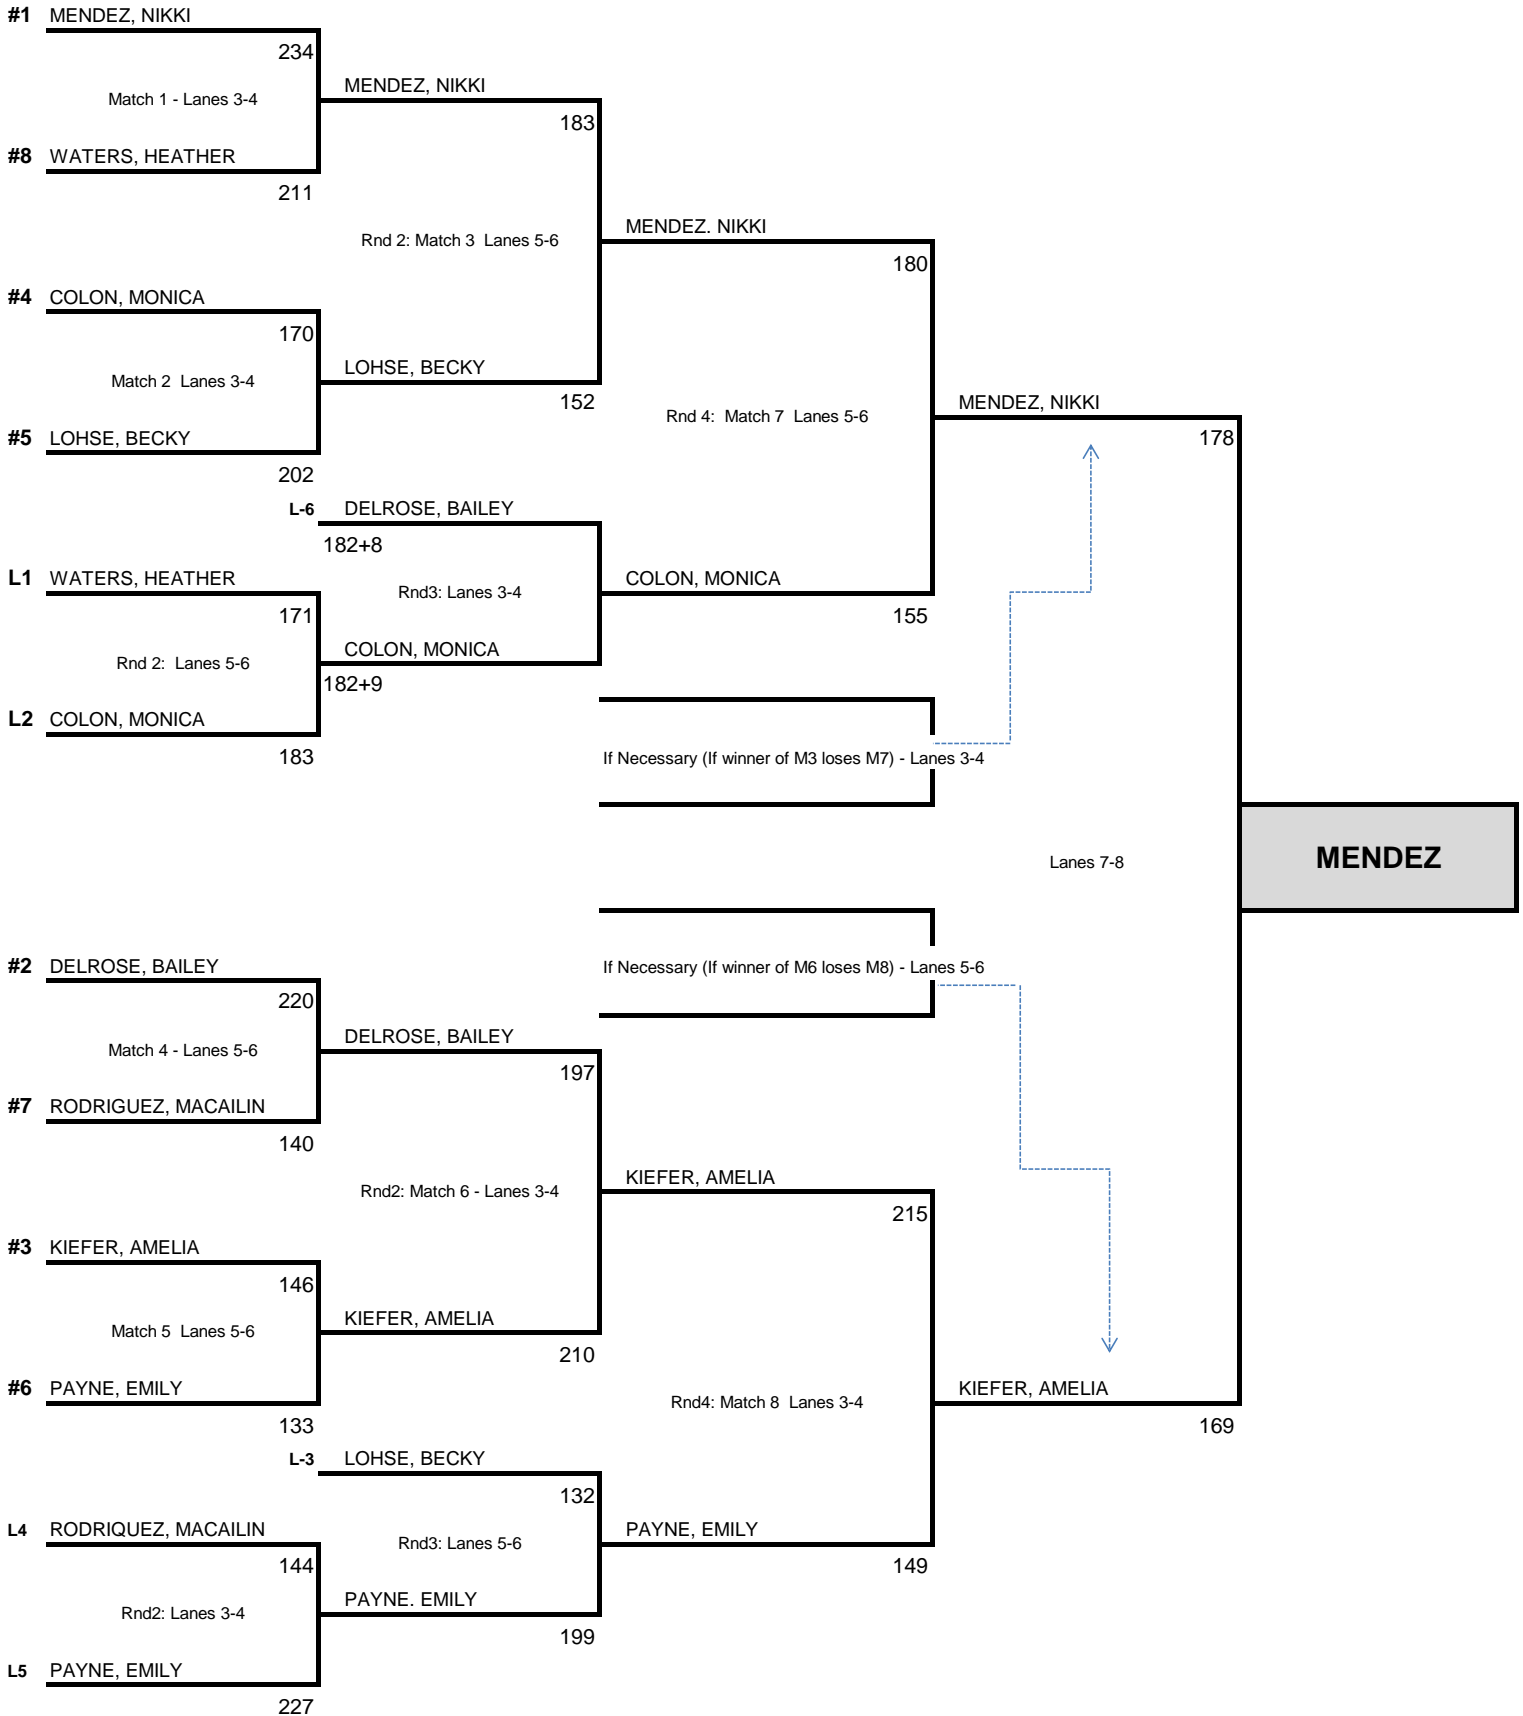 #1 MENDEZ, NIKKI
234
MENDEZ, NIKKI
Match 1 - Lanes 3-4
183
#8 WATERS, HEATHER
211
MENDEZ. NIKKI
Rnd 2: Match 3 Lanes 5-6
180
#4 COLON, MONICA
170
LOHSE, BECKY
Match 2 Lanes 3-4
152
MENDEZ, NIKKI
Rnd 4: Match 7 Lanes 5-6
178
#5 LOHSE, BECKY
202
L-6 DELROSE, BAILEY
182+8
L1 WATERS, HEATHER
COLON, MONICA
Rnd3: Lanes 3-4
171
155
COLON, MONICA
Rnd 2: Lanes 5-6
182+9
L2 COLON, MONICA
183
If Necessary (If winner of M3 loses M7) - Lanes 3-4
Lanes 7-8
MENDEZ
#2 DELROSE, BAILEY
If Necessary (If winner of M6 loses M8) - Lanes 5-6
220
DELROSE, BAILEY
Match 4 - Lanes 5-6
197
#7 RODRIGUEZ, MACAILIN
140
KIEFER, AMELIA
Rnd2: Match 6 - Lanes 3-4
215
#3 KIEFER, AMELIA
146
KIEFER, AMELIA
Match 5 Lanes 5-6
210
#6 PAYNE, EMILY
KIEFER, AMELIA
Rnd4: Match 8 Lanes 3-4
133
169
L-3 LOHSE, BECKY
132
L4 RODRIQUEZ, MACAILIN
PAYNE, EMILY
Rnd3: Lanes 5-6
144
149
PAYNE. EMILY
Rnd2: Lanes 3-4
199
L5 PAYNE, EMILY
227